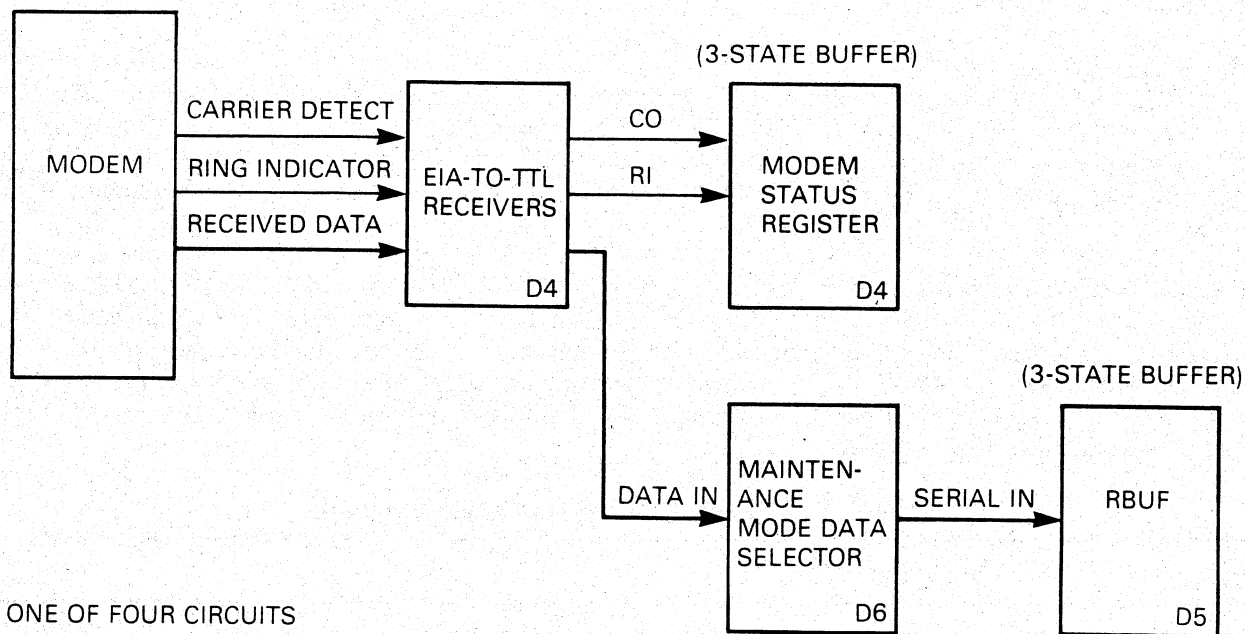 MODEM
CARRIER DETECT
RING INDICATOR
RECEIVED DATA
EIA-TO-TTL
RECEIVERS
D4
CO
RI
(3-STATE BUFFER)
MODEM
STATUS
REGISTER
D4
DATA IN
MAINTEN-
ANCE
MODE DATA
SELECTOR
D6
SERIAL IN
(3-STATE BUFFER)
RBUF
D5
ONE OF FOUR CIRCUITS